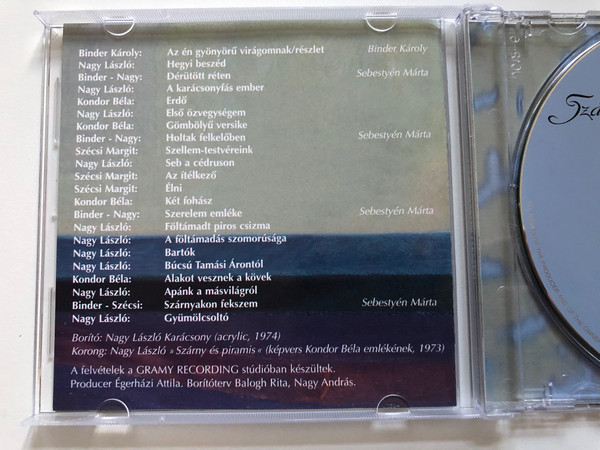 Binder Károly: Az én gyönyörű virágomnak/részlet Binder Károly
Nagy László: Hegyi beszéd
Binder - Nagy: Dérütött réten Sebestyén Márta
Nagy László: A karácsonyfás ember
Kondor Béla: Erdő
Nagy László: Első özvegységem
Kondor Béla: Gömbölyű versike
Binder - Nagy: Holtak felkelőben Sebestyén Márta
Szécsi Margit: Szellem-testvéreink
Nagy László: Seb a cédruson
Szécsi Margit: Az ítélkező
Szécsi Margit: Élni
Kondor Béla: Két fohász
Binder - Nagy: Szerelem emléke Sebestyén Márta
Nagy László: Föltámadt piros csizma
Nagy László: A föltámadás szomorúsága
Nagy László: Bartók
Nagy László: Búcsú Tamási Árontól
Kondor Béla: Alakot vesznek a kövek
Nagy László: Apánk a másvilágról
Binder - Szécsi: Szárnyakon fekszem Sebestyén Márta
Nagy László: Gyümölcsoltó
Borító: Nagy László Karácsony (acrylic, 1974)
Korong: Nagy László » Szárny és piramis « (képvers Kondor Béla emlékének, 1973)
A felvételek a GRAMY RECORDING stúdióban készültek.
Producer Égerházi Attila. Borítóterv Balogh Rita, Nagy András.